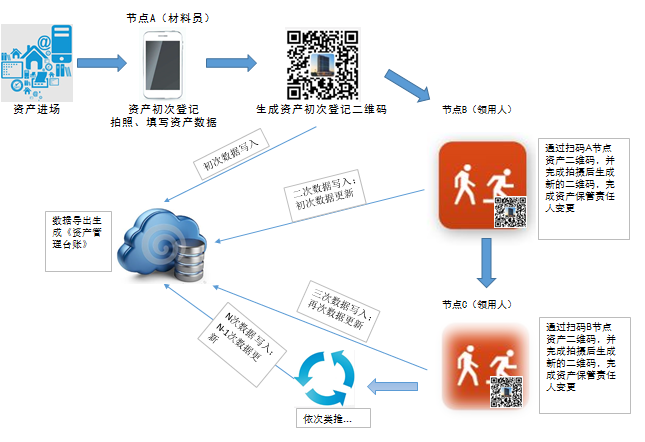 节点A（材料员）
资产进场
资产初次登记
拍照、填写资产数据
生成资产初次登记二维码
节点B（领用人）
通过扫码A节点
资产二维码，并
完成拍摄后生成
新的二维码，完
成资产保管责任
人变更
初次数据写入
二次数据写入；
初次数据更新
数据导出生
成《资产管
理台账》
三次数据写入；
再次数据更新
N次数据写入；
N-1次数据更
新
节点C（领用人）
通过扫码B节点
资产二维码，并
完成拍摄后生成
新的二维码，完
成资产保管责任
人变更
依次类推…